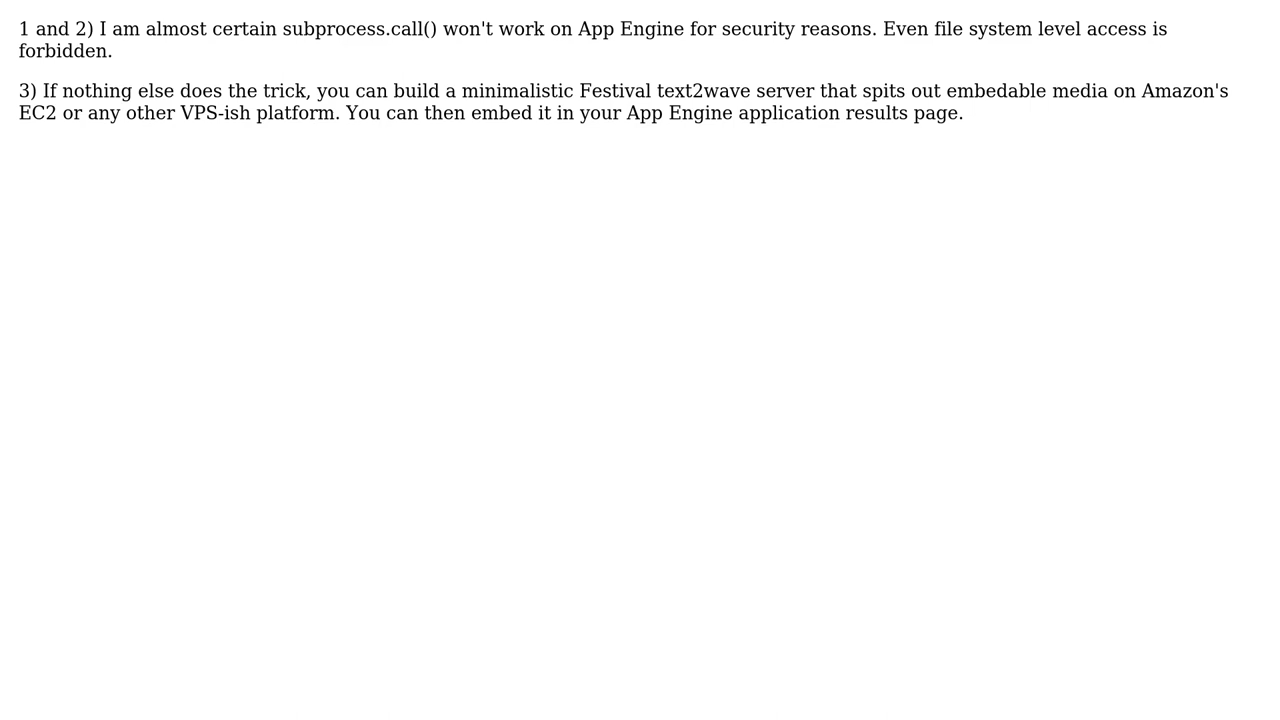 1 and 2) I am almost certain subprocess.call() won't work on App Engine for security reasons. Even file system level access is
forbidden.
3) If nothing else does the trick, you can build a minimalistic Festival text2wave server that spits out embedable media on Amazon's
EC2 or any other VPS-ish platform. You can then embed it in your App Engine application results page.